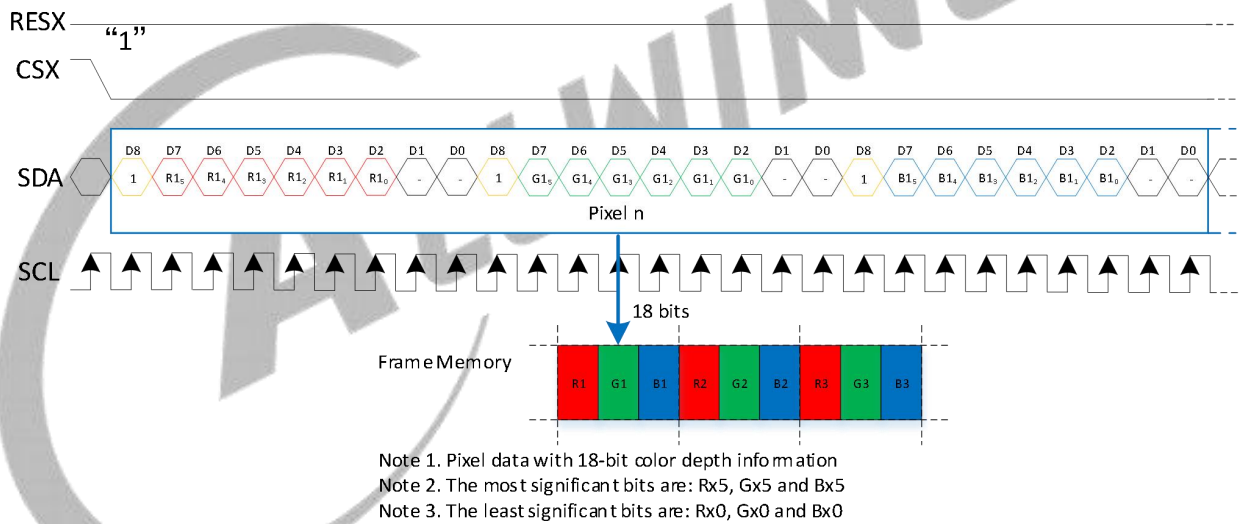 RESX
“1”
CSX
D8 D7 D6 D5 D4 D3 D2 D1 D0 D8 D7 D6 D5 D4 D3 D2 D1 D0 D8 D7 D6 D5 D4 D3 D2 D1 D0
SDA 1 R1₅ R1₄ R1₃ R1₂ R1₁ R1₀ - - 1 G1₅ G1₄ G1₃ G1₂ G1₁ G1₀ - - 1 B1₅ B1₄ B1₃ B1₂ B1₁ B1₀ - -
Pixel n
SCL
18 bits
Frame Memory
R1 G1 B1 R2 G2 B2 R3 G3 B3
Note 1. Pixel data with 18-bit color depth information
Note 2. The most significant bits are: Rx5, Gx5 and Bx5
Note 3. The least significant bits are: Rx0, Gx0 and Bx0